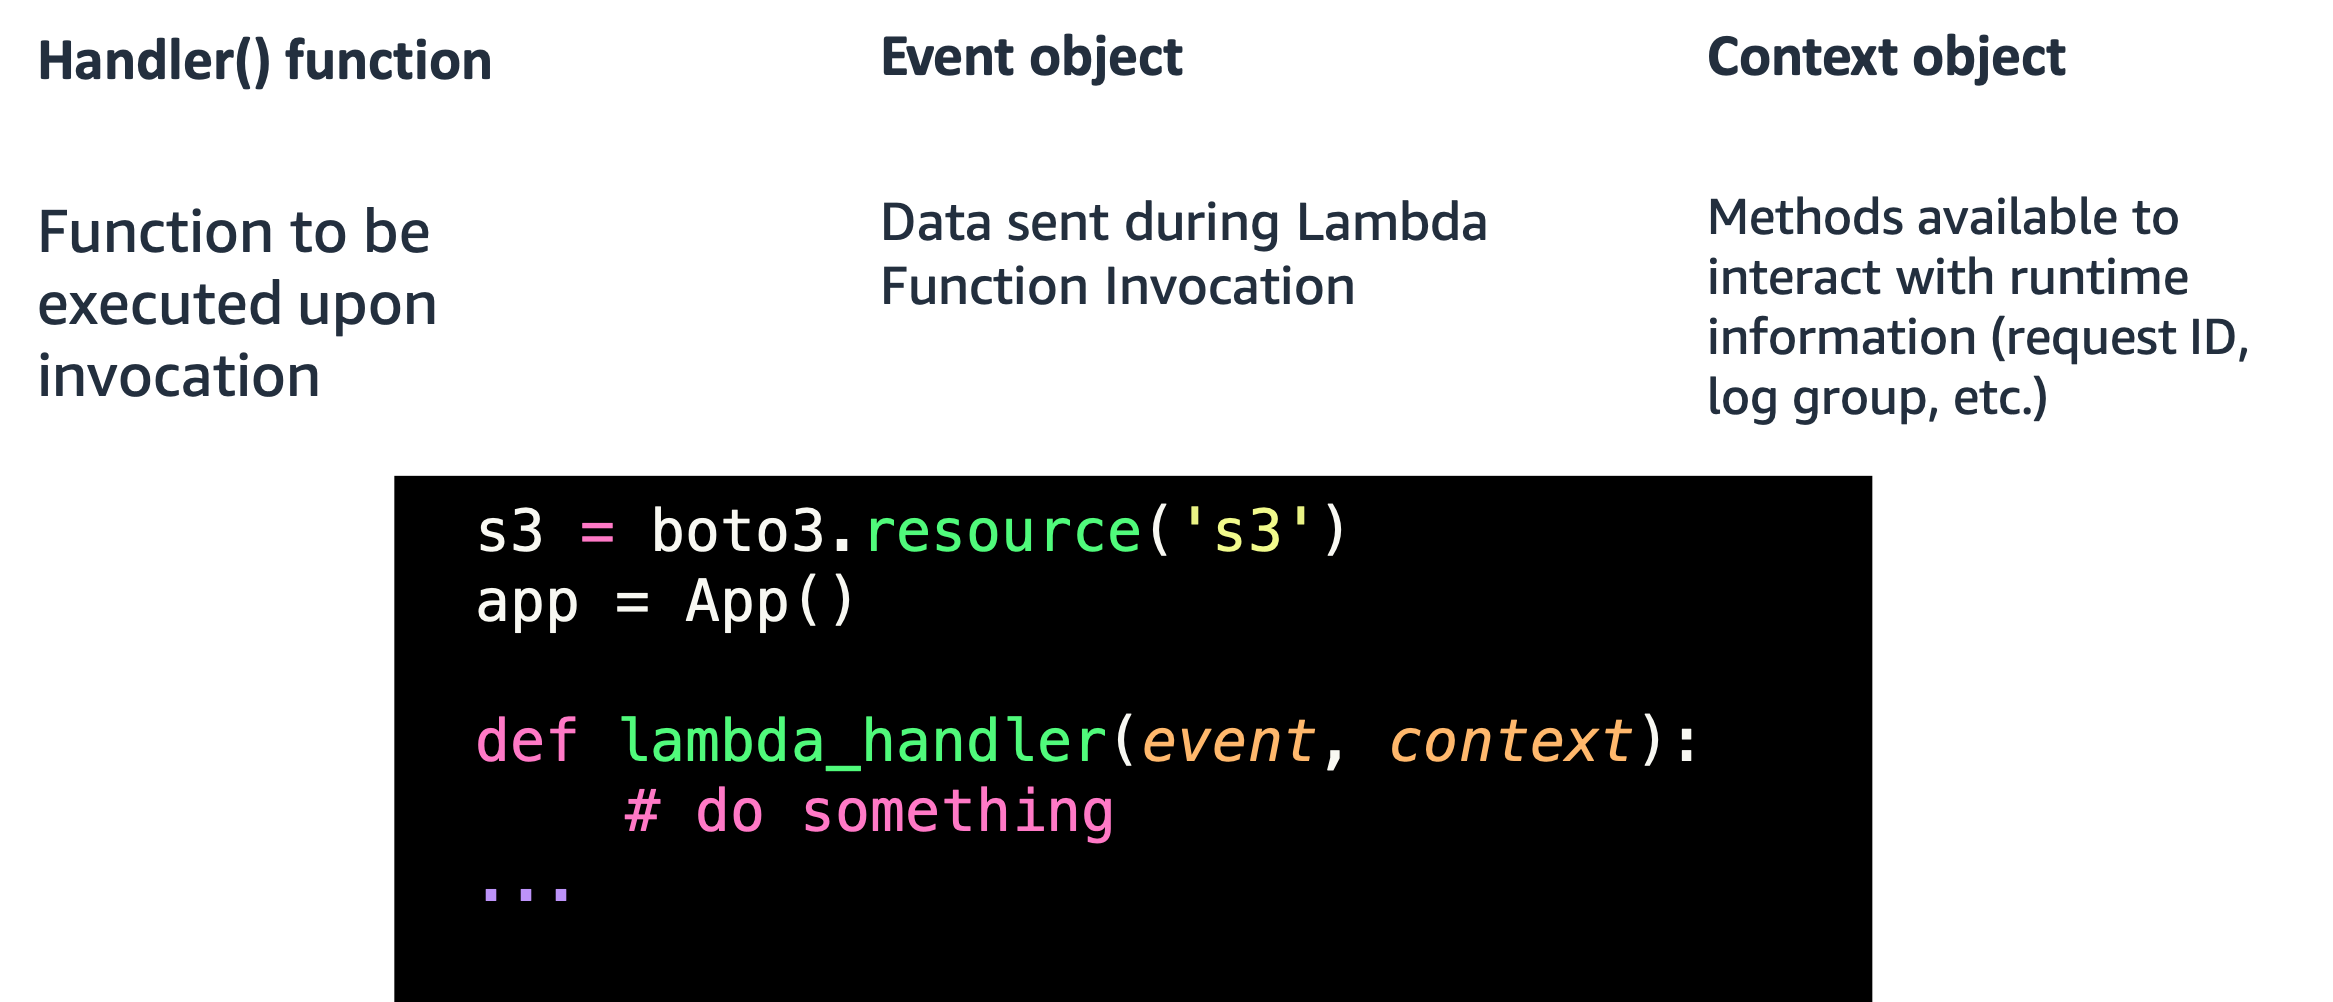 Handler() function
Function to be
executed upon
invocation
Event object
Data sent during Lambda
Function Invocation
Context object
Methods available to
interact with runtime
information (request ID,
log group, etc.)
s3 = boto3.resource('s3')
app = App()
def lambda_handler(event, context):
    # do something
...